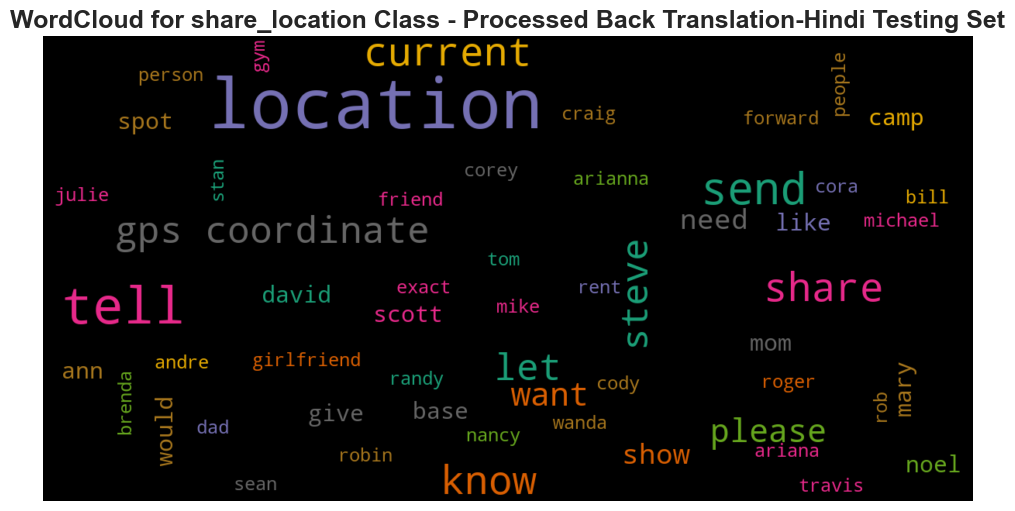 WordCloud for share_location Class - Processed Back Translation-Hindi Testing Set
gym
current
person
people
location
craig
forward
camp
spot
stan
corey
arianna
send
cora
bill
julie
friend
need
like
michael
gps coordinate
tom
steve
tell
david
exact
rent
share
scott
mike
mom
andre
girlfriend
let
ann
randy
cody
roger
brenda
want
rob
mary
would
give
base
wanda
please
dad
nancy
ariana
robin
show
noel
sean
know
travis